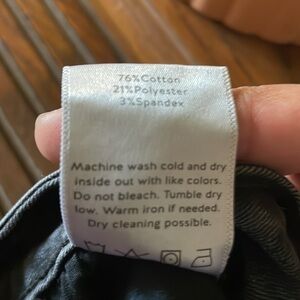 76%Cotton
21%Polyester
3%Spandex
Machine wash cold and dry
inside out with like colors.
Do not bleach. Tumble dry
low. Warm iron if needed.
Dry cleaning possible.